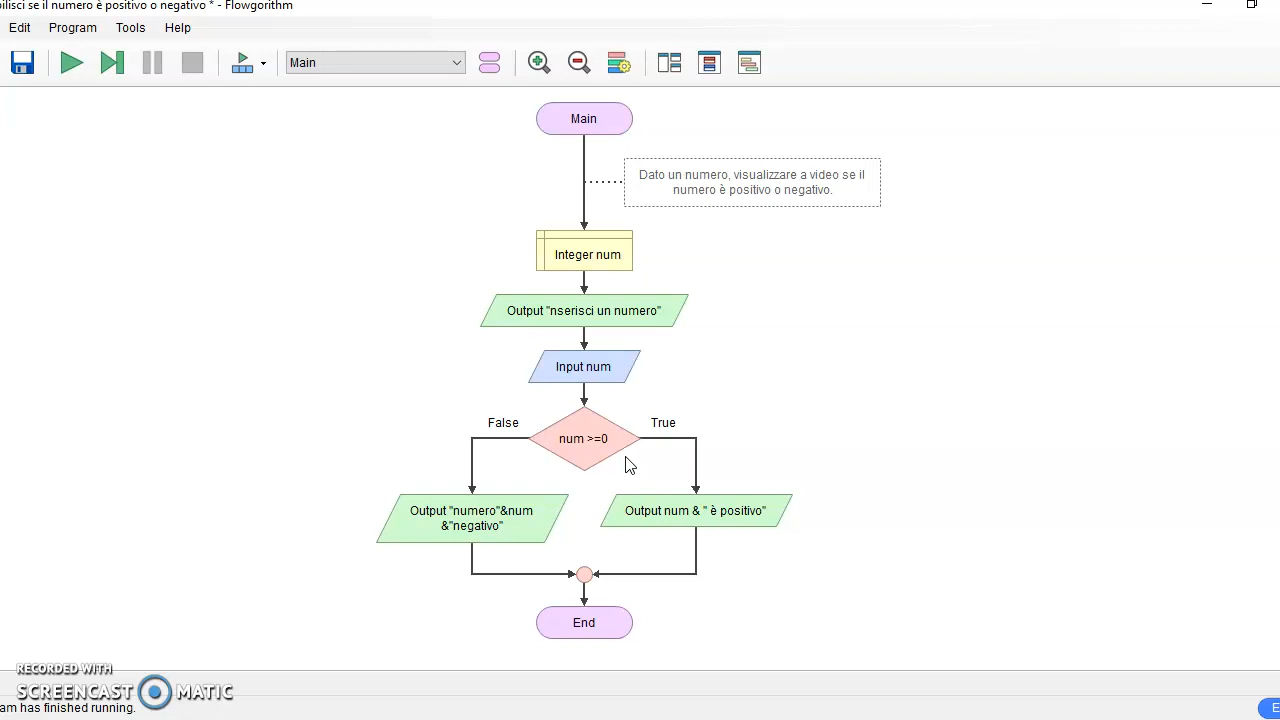 bilisci se il numero è positivo o negativo * - Flowgorithm
Edit Program Tools Help
Main
Main
Dato un numero, visualizzare a video se il
numero è positivo o negativo.
Integer num
Output "nserisci un numero"
Input num
False
True
num >=0
Output "numero"&num
&"negativo"
Output num & " è positivo"
End
RECORDED WITH
SCREENCAST MATIC
am has finished running.
E